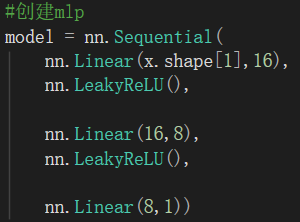 #创建mlp
model = nn.Sequential(
    nn.Linear(x.shape[1],16),
    nn.LeakyReLU(),
    nn.Linear(16,8),
    nn.LeakyReLU(),
    nn.Linear(8,1))